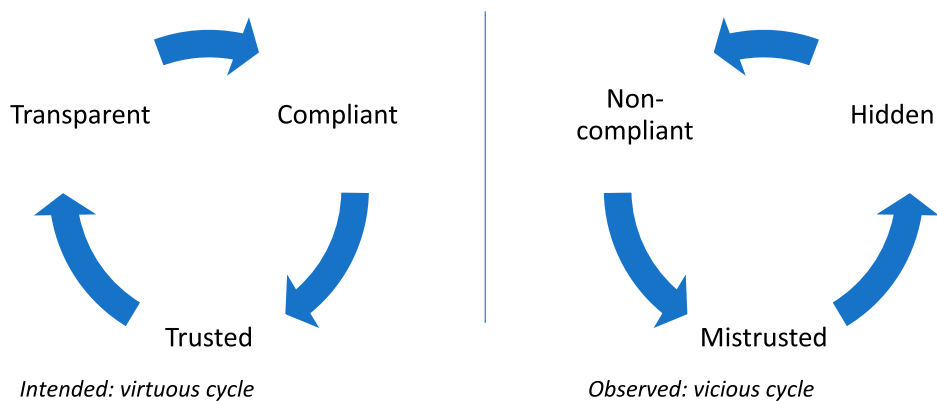 Transparent
Compliant
Trusted
Intended: virtuous cycle
Non-
compliant
Hidden
Mistrusted
Observed: vicious cycle